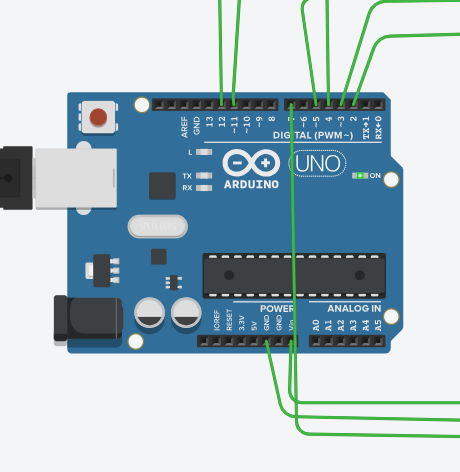 AREF
GND
13
12
~11
~10
~9
8
7
~6
~5
4
~3
2
TX→1
RX←0
DIGITAL (PWM~)
L
TX
RX
ARDUINO
UNO
ON
POWER
ANALOG IN
IOREF
RESET
3.3V
5V
GND
GND
Vin
A0
A1
A2
A3
A4
A5